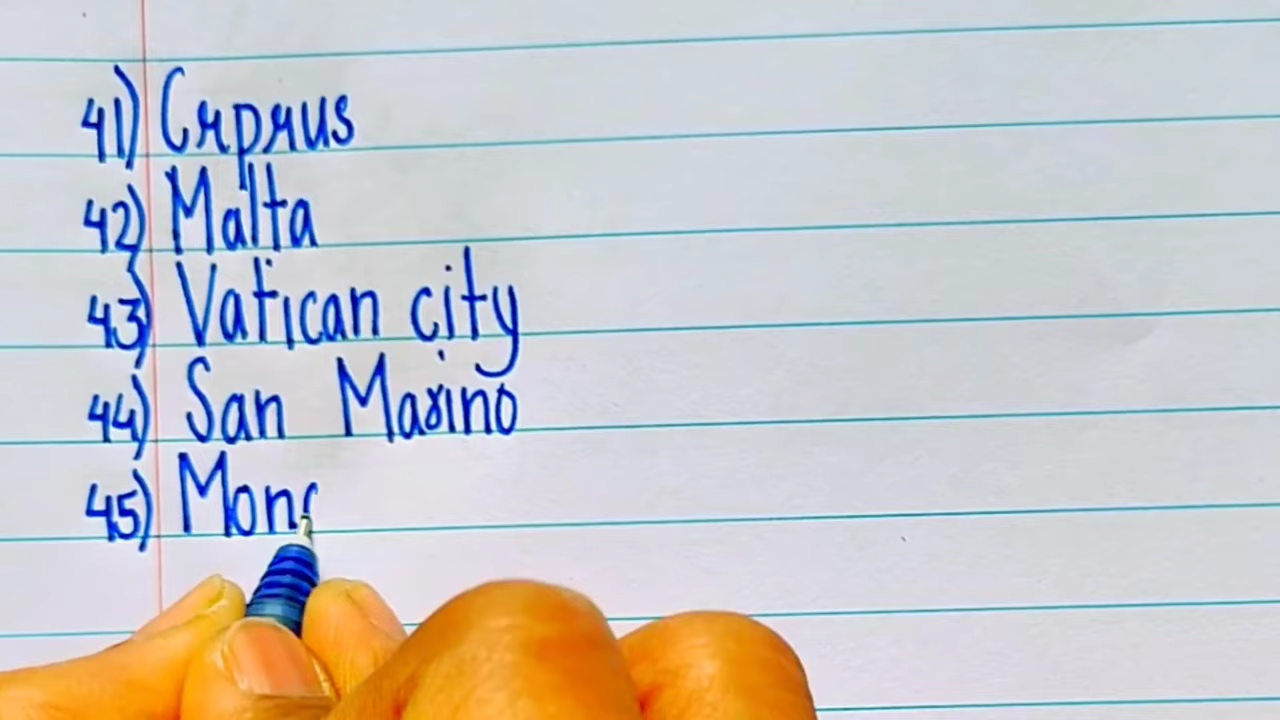 41) Cyprus
42) Malta
43) Vatican city
44) San Marino
45) Mon